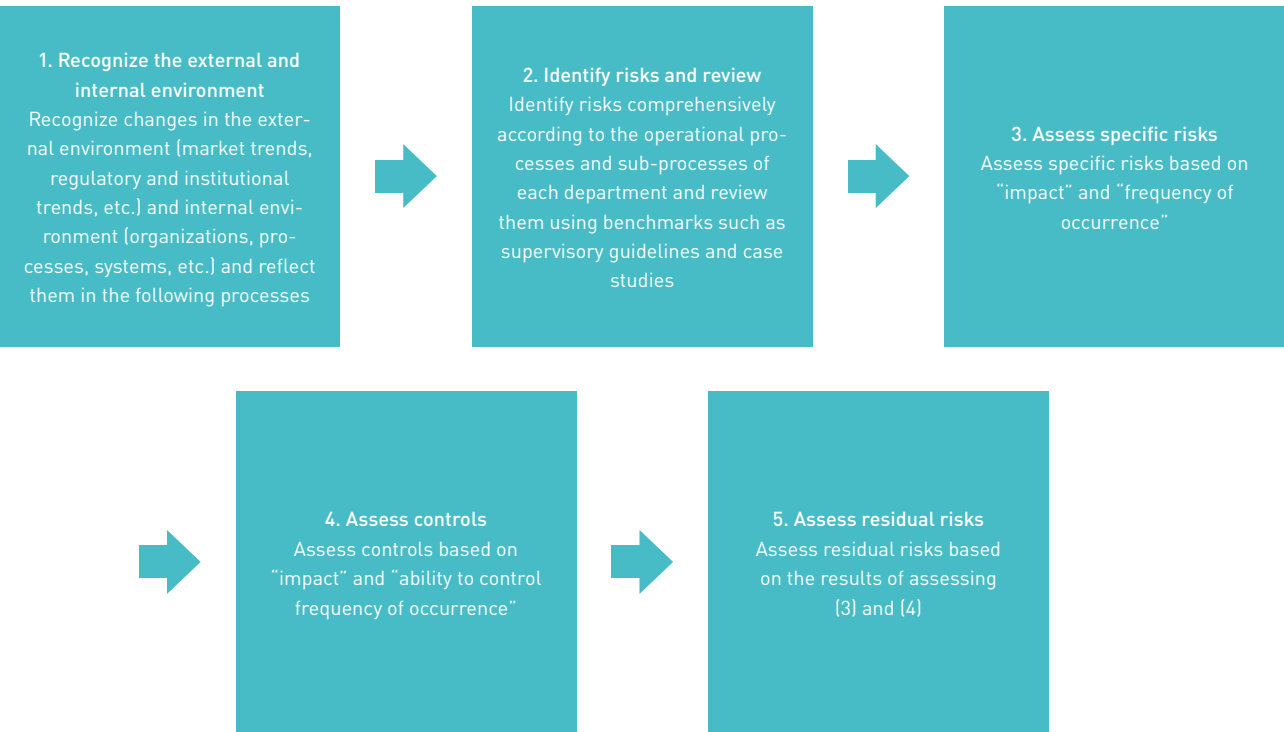 1. Recognize the external and
internal environment
Recognize changes in the exter-
nal environment (market trends,
regulatory and institutional
trends, etc.) and internal envi-
ronment (organizations, pro-
cesses, systems, etc.) and reflect
them in the following processes
2. Identify risks and review
Identify risks comprehensively
according to the operational pro-
cesses and sub-processes of
each department and review
them using benchmarks such as
supervisory guidelines and case
studies
3. Assess specific risks
Assess specific risks based on
“impact” and “frequency of
occurrence”
4. Assess controls
Assess controls based on
“impact” and “ability to control
frequency of occurrence”
5. Assess residual risks
Assess residual risks based
on the results of assessing
(3) and (4)